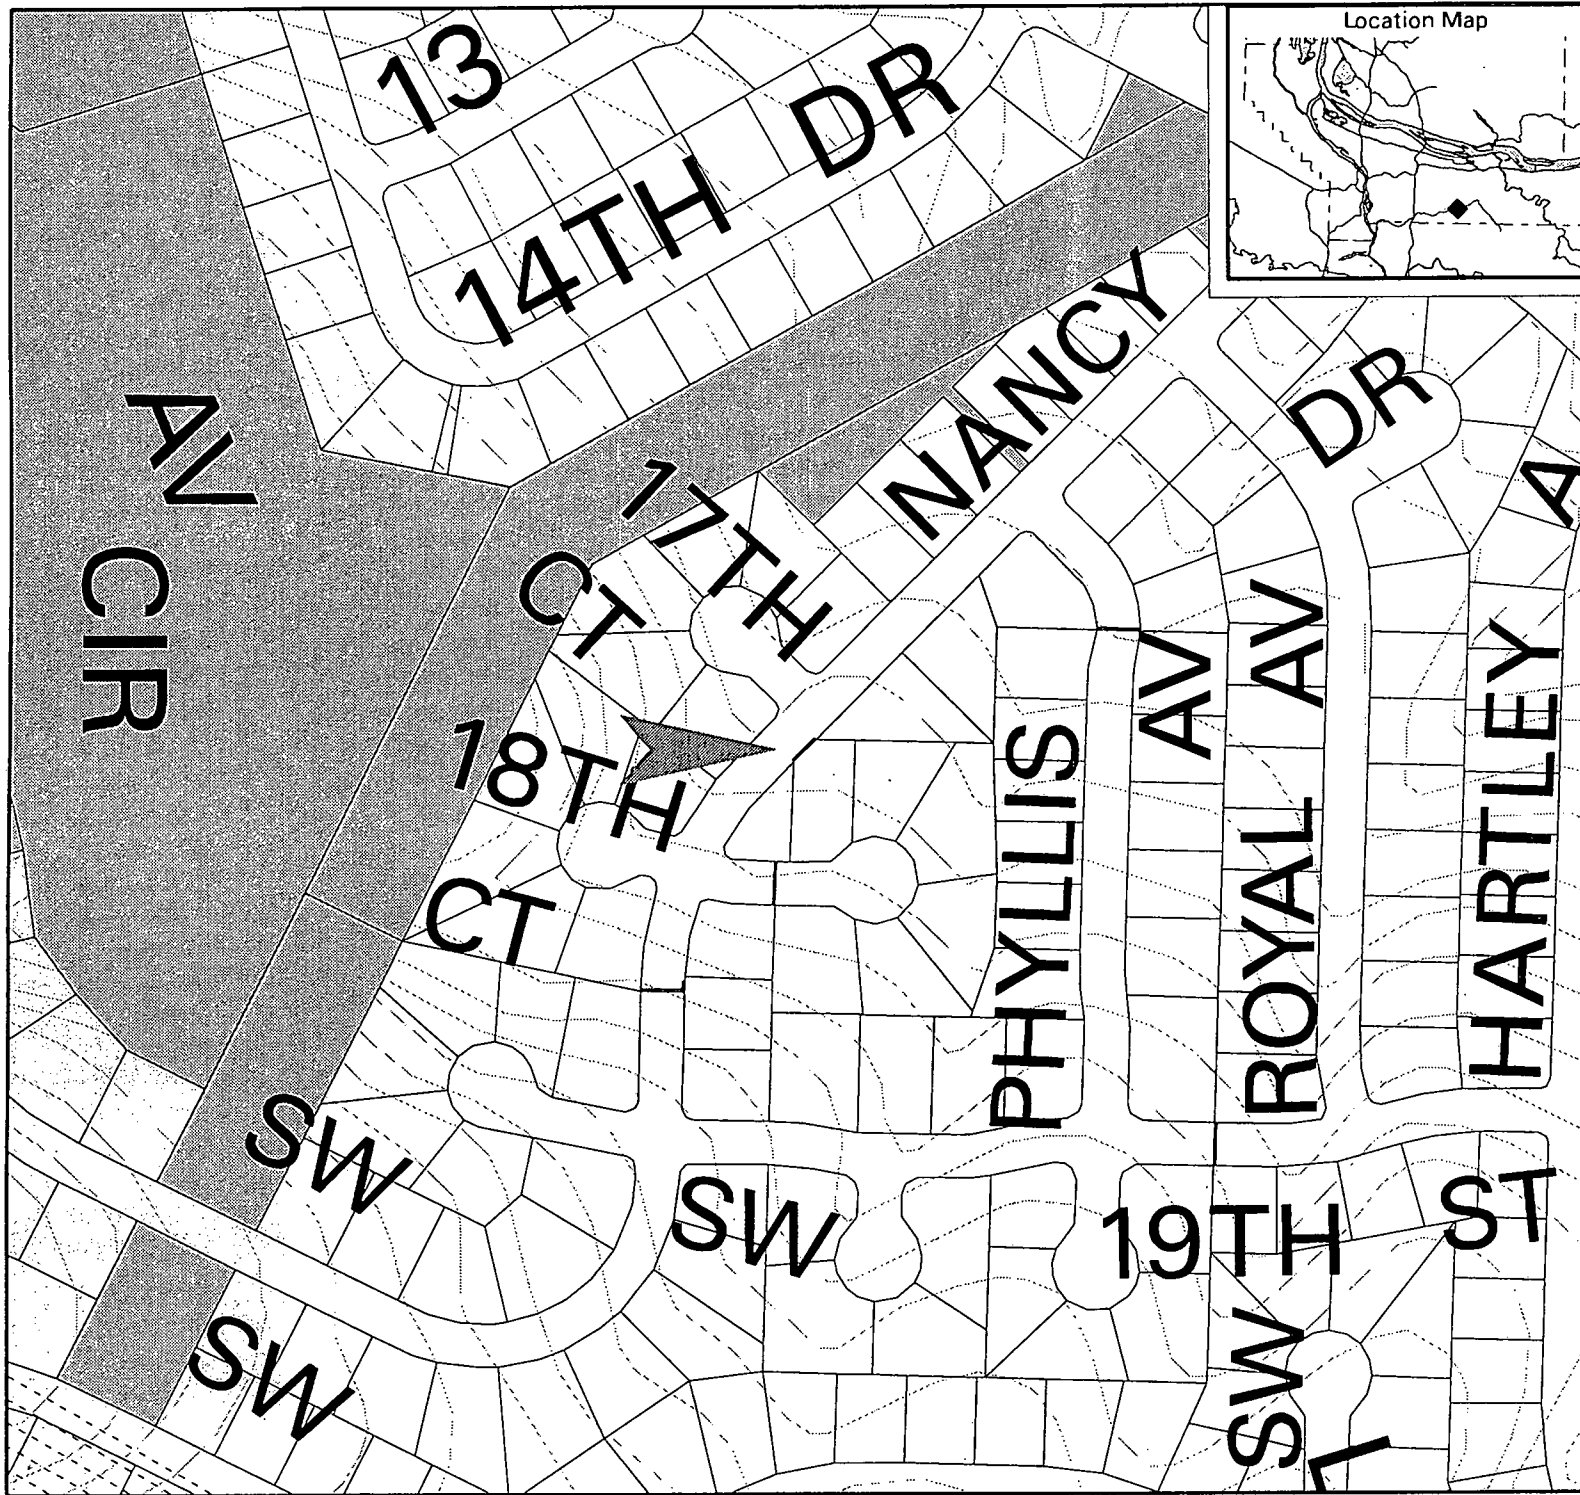 Location Map
13
14TH DR
NANCY DR
AV CIR
17TH CT
18TH CT
PHYLLIS AV
ROYAL AV
HARTLEY A
SW
SW
SW
19TH ST
SW L